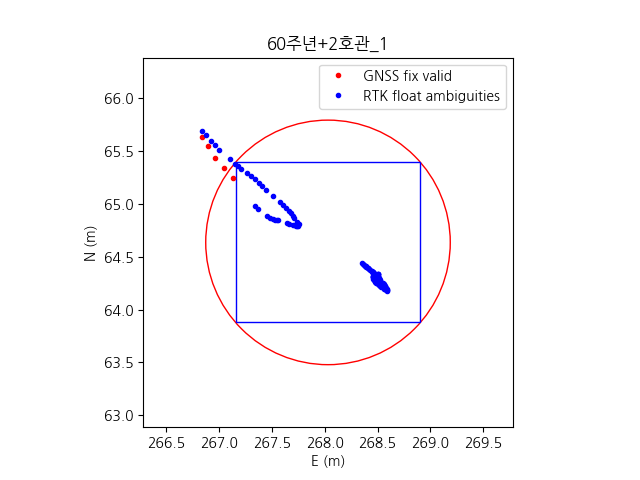 60주년+2호관_1
GNSS fix valid
RTK float ambiguities
66.0
65.5
65.0
64.5
64.0
63.5
63.0
N (m)
266.5 267.0 267.5 268.0 268.5 269.0 269.5
E (m)